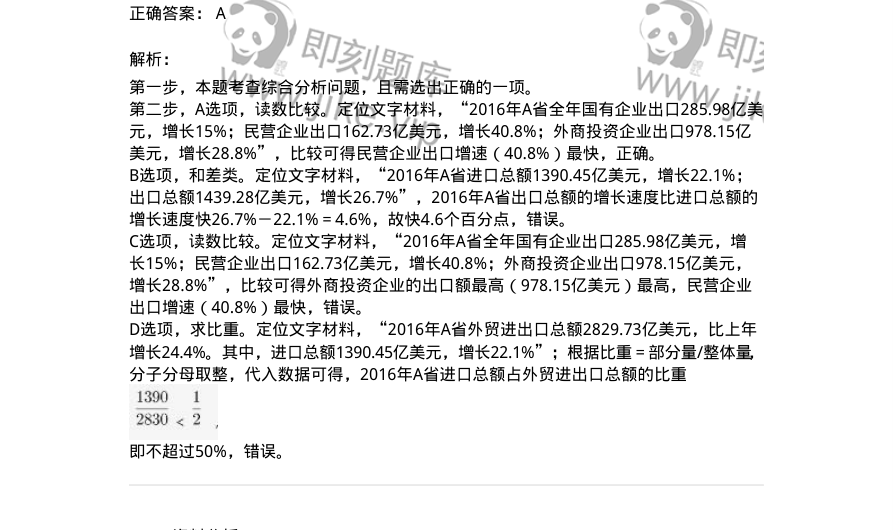 正确答案： A
解析：
第一步，本题考查综合分析问题，且需选出正确的一项。
第二步，A选项，读数比较。定位文字材料，“2016年A省全年国有企业出口285.98亿美
元，增长15%；民营企业出口162.73亿美元，增长40.8%；外商投资企业出口978.15亿
美元，增长28.8%”，比较可得民营企业出口增速（40.8%）最快，正确。
B选项，和差类。定位文字材料，“2016年A省进口总额1390.45亿美元，增长22.1%；
出口总额1439.28亿美元，增长26.7%”，2016年A省出口总额的增长速度比进口总额的
增长速度快26.7%－22.1%＝4.6%，故快4.6个百分点，错误。
C选项，读数比较。定位文字材料，“2016年A省全年国有企业出口285.98亿美元，增
长15%；民营企业出口162.73亿美元，增长40.8%；外商投资企业出口978.15亿美元，
增长28.8%”，比较可得外商投资企业的出口额最高（978.15亿美元）最高，民营企业
出口增速（40.8%）最快，错误。
D选项，求比重。定位文字材料，“2016年A省外贸进出口总额2829.73亿美元，比上年
增长24.4%。其中，进口总额1390.45亿美元，增长22.1%”；根据比重＝部分量/整体量，
分子分母取整，代入数据可得，2016年A省进口总额占外贸进出口总额的比重
1390/2830 < 1/2，
即不超过50%，错误。
即刻题库
www.jike.vip